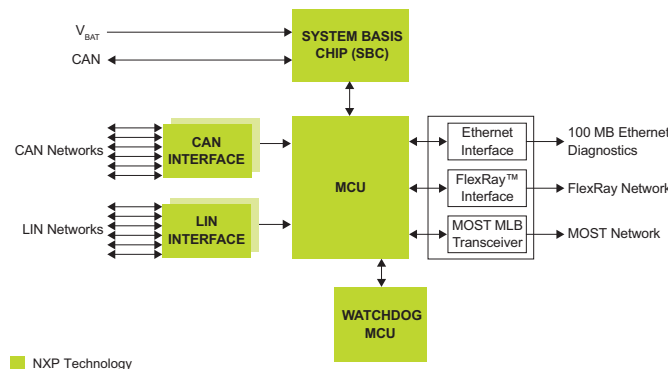 V_BAT
CAN
SYSTEM BASIS
CHIP (SBC)
CAN Networks
CAN
INTERFACE
LIN Networks
LIN
INTERFACE
MCU
Ethernet
Interface
100 MB Ethernet
Diagnostics
FlexRay™
Interface
FlexRay Network
MOST MLB
Transceiver
MOST Network
WATCHDOG
MCU
NXP Technology